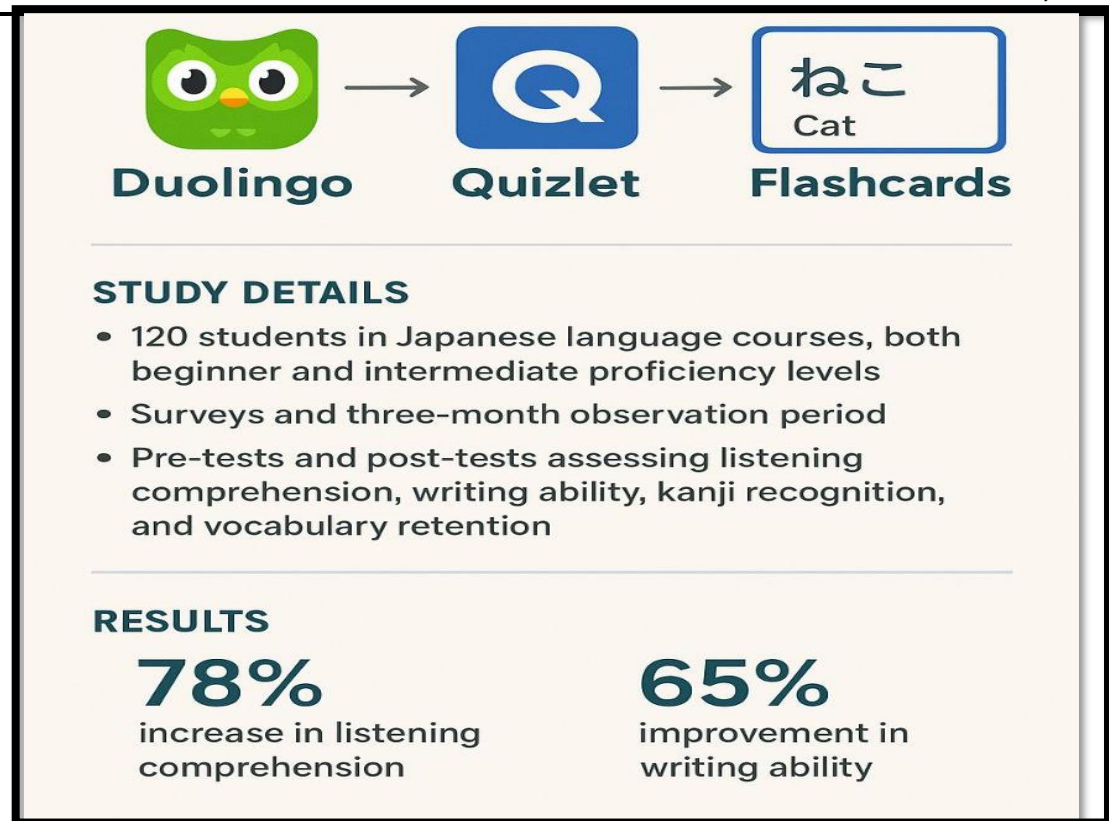 Q
ねこ
Cat
Duolingo Quizlet Flashcards
STUDY DETAILS
• 120 students in Japanese language courses, both
beginner and intermediate proficiency levels
• Surveys and three-month observation period
• Pre-tests and post-tests assessing listening
comprehension, writing ability, kanji recognition,
and vocabulary retention
RESULTS
78%
increase in listening
comprehension
65%
improvement in
writing ability